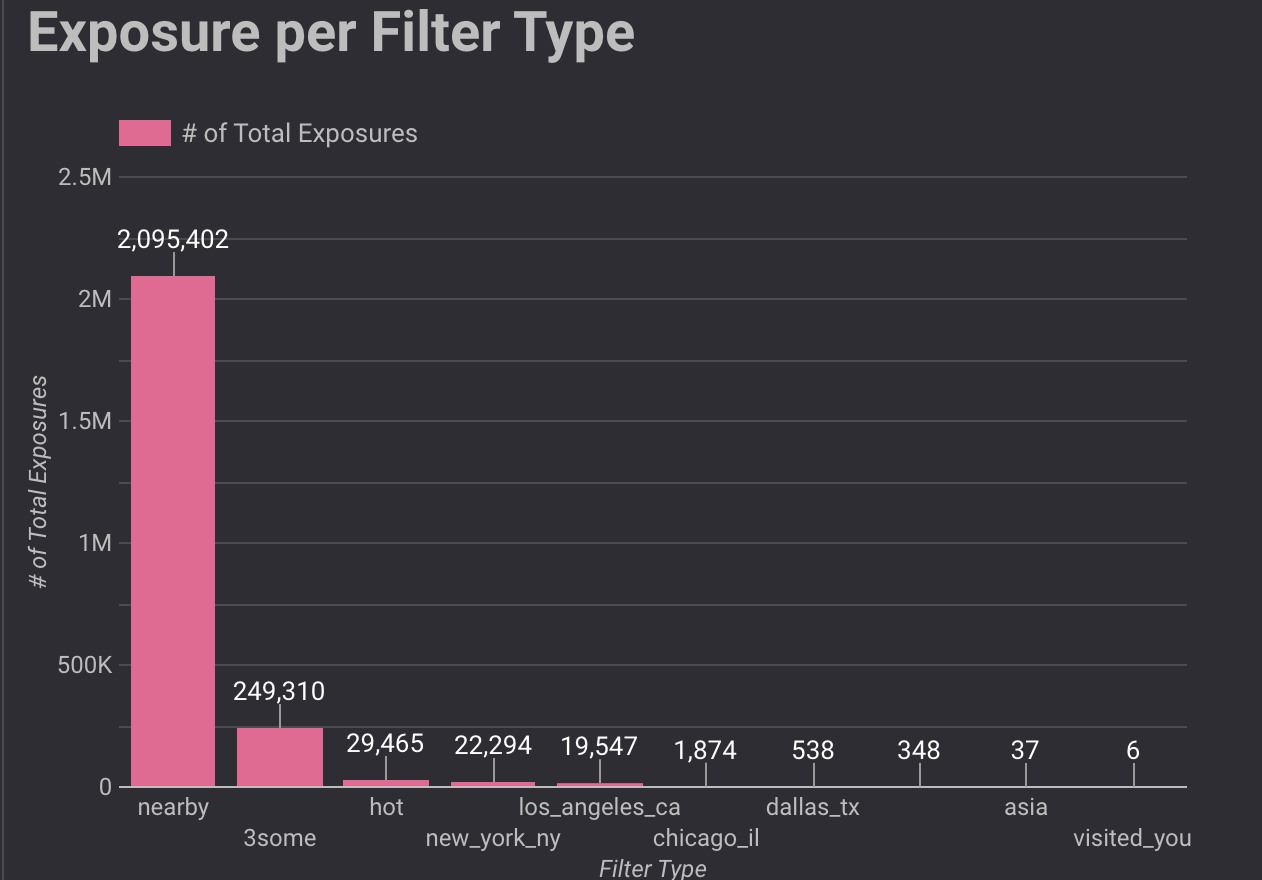 Exposure per Filter Type
# of Total Exposures
2.5M
2,095,402
2M
# of Total Exposures
1.5M
1M
500K
249,310
29,465 22,294 19,547 1,874 538 348 37 6
0
nearby hot los_angeles_ca dallas_tx asia
3some new_york_ny chicago_il visited_you
Filter Type